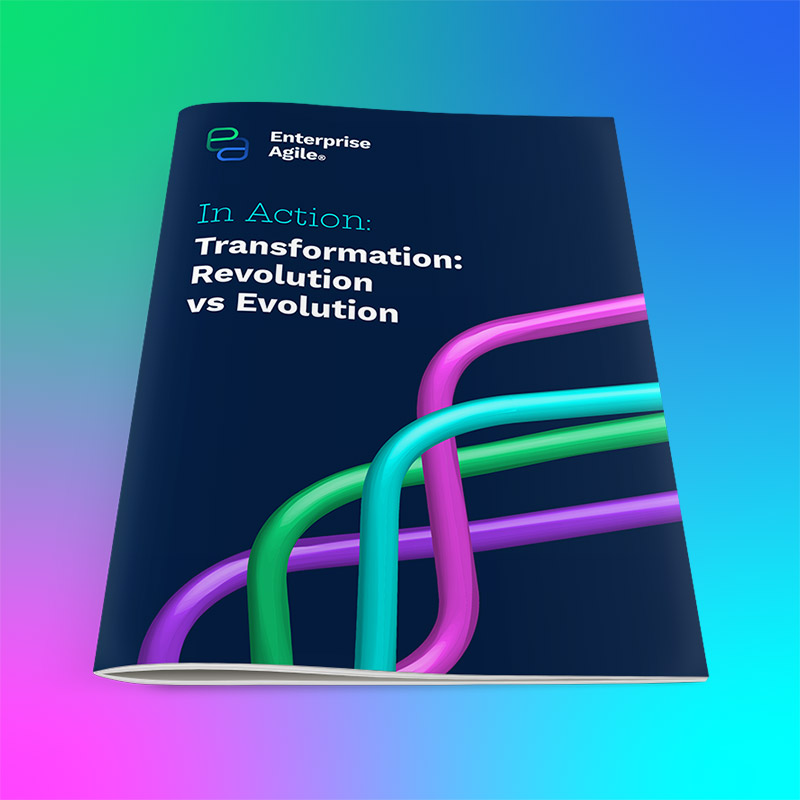 Enterprise
Agile®
In Action:
Transformation:
Revolution
vs Evolution